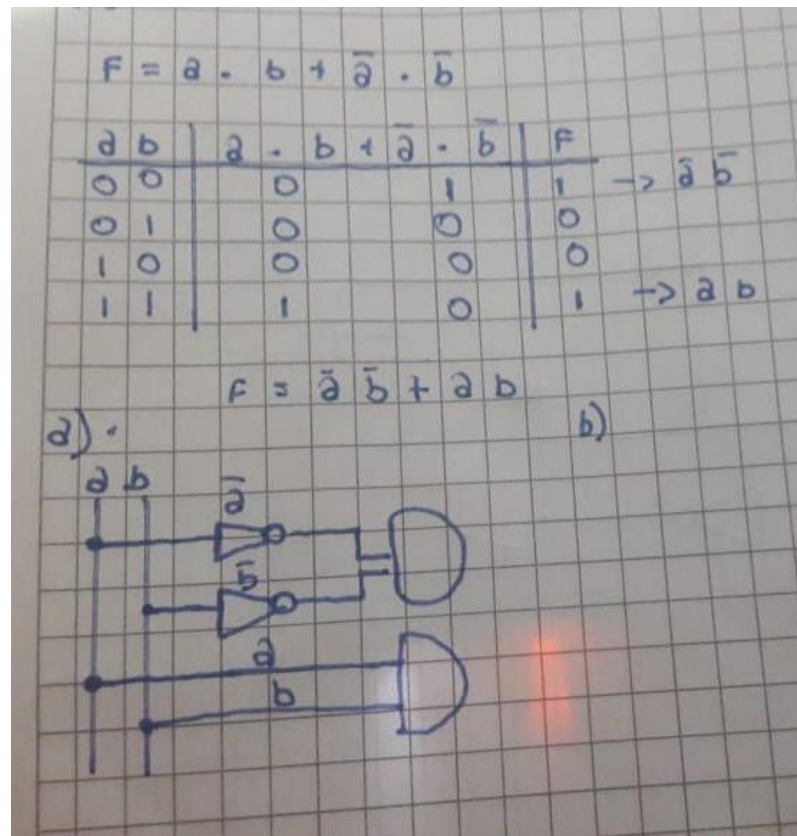 F = a . b + ā . b̄
a b | a . b + ā . b̄ | F
0 0 | 0 1 | 1 -> ā b̄
0 1 | 0 0 | 0
1 0 | 0 0 | 0
1 1 | 1 0 | 1 -> a b
F = ā b̄ + a b
a) . b)
a b ā
b̄
a
b